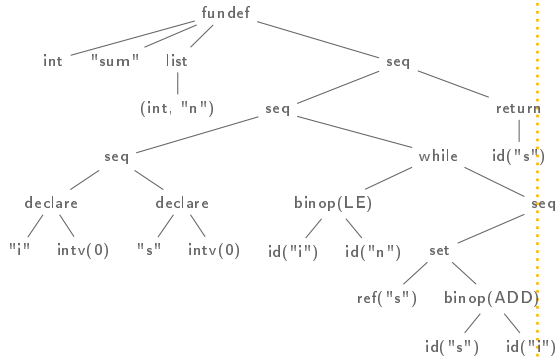 fundef
int "sum" list seq
(int, "n") seq return
seq while id("s")
declare declare binop(LE) seq
"i" intv(0) "s" intv(0) id("i") id("n") set
ref("s") binop(ADD)
id("s") id("i")